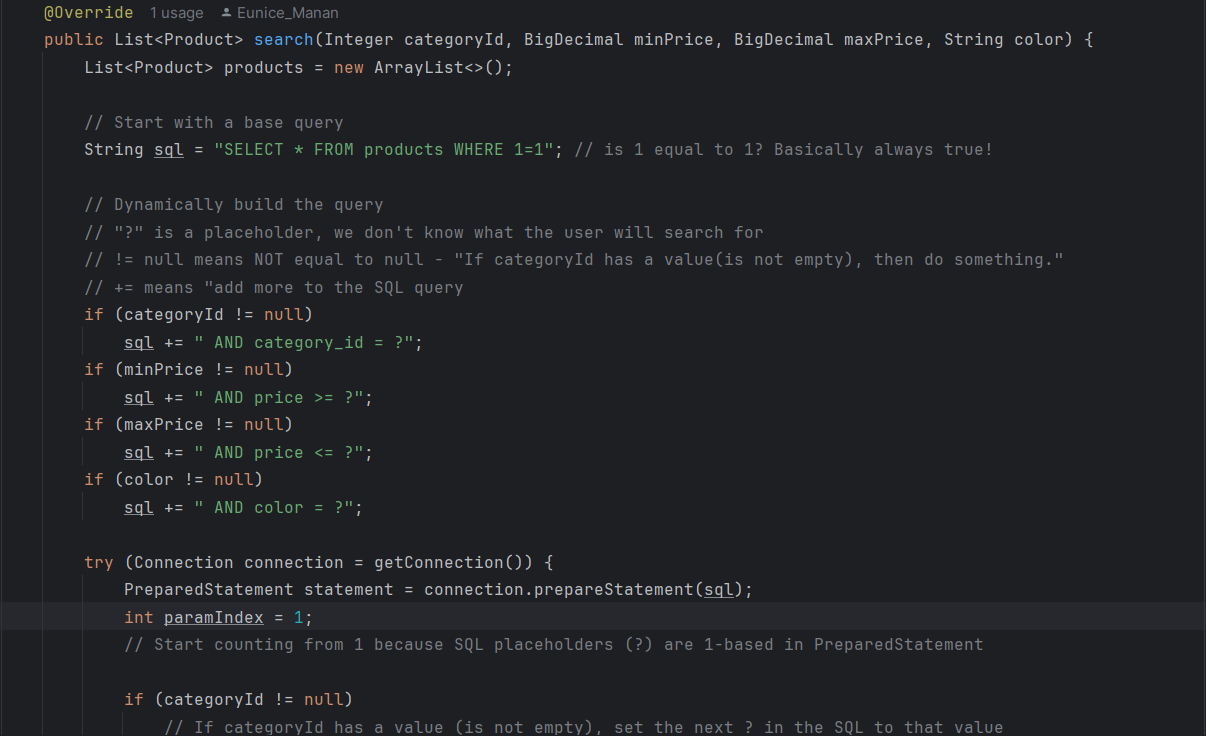 @Override 1 usage Eunice_Manan
public List<Product> search(Integer categoryId, BigDecimal minPrice, BigDecimal maxPrice, String color) {
List<Product> products = new ArrayList<>();
// Start with a base query
String sql = "SELECT * FROM products WHERE 1=1"; // is 1 equal to 1? Basically always true!
// Dynamically build the query
// "?" is a placeholder, we don't know what the user will search for
// != null means NOT equal to null - "If categoryId has a value(is not empty), then do something."
// += means "add more to the SQL query
if (categoryId != null)
sql += " AND category_id = ?";
if (minPrice != null)
sql += " AND price >= ?";
if (maxPrice != null)
sql += " AND price <= ?";
if (color != null)
sql += " AND color = ?";
try (Connection connection = getConnection()) {
PreparedStatement statement = connection.prepareStatement(sql);
int paramIndex = 1;
// Start counting from 1 because SQL placeholders (?) are 1-based in PreparedStatement
if (categoryId != null)
// If categoryId has a value (is not empty), set the next ? in the SQL to that value